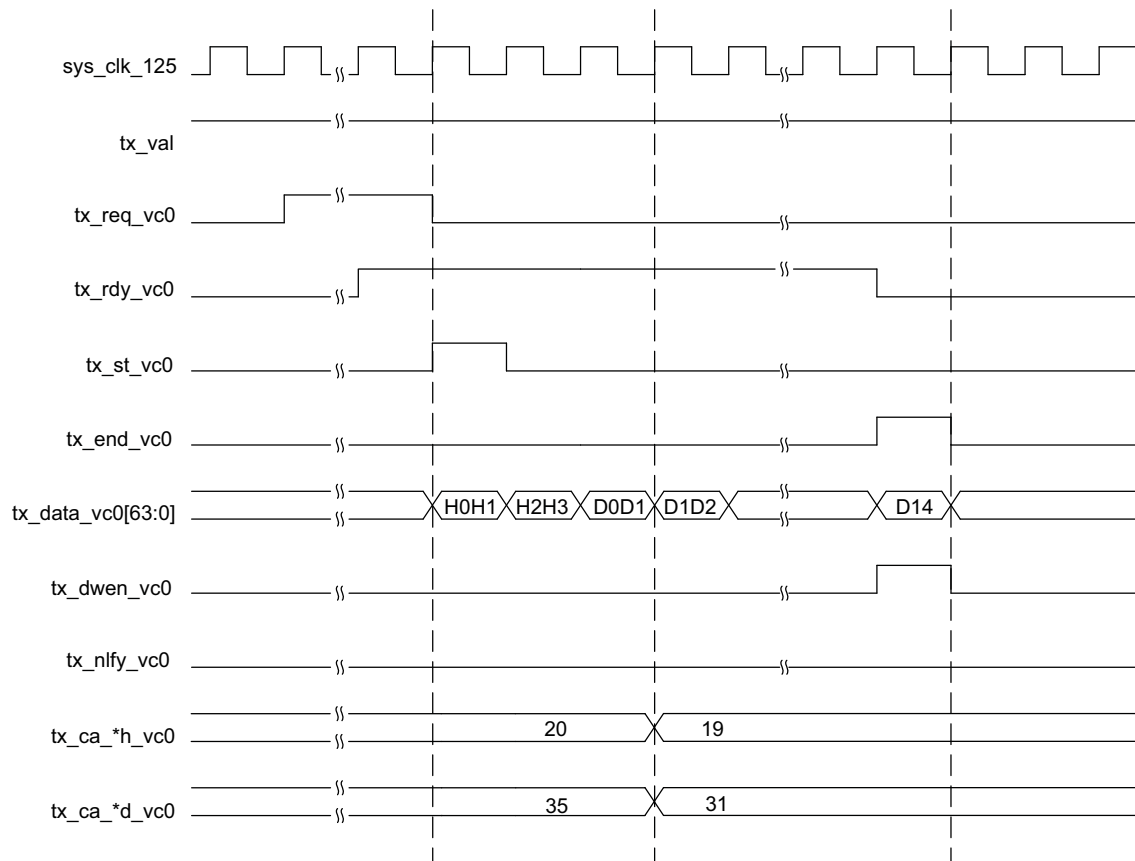 sys_clk_125
tx_val
tx_req_vc0
tx_rdy_vc0
tx_st_vc0
tx_end_vc0
tx_data_vc0[63:0] H0H1 H2H3 D0D1 D1D2 D14
tx_dwen_vc0
tx_nlfy_vc0
tx_ca_*h_vc0 20 19
tx_ca_*d_vc0 35 31